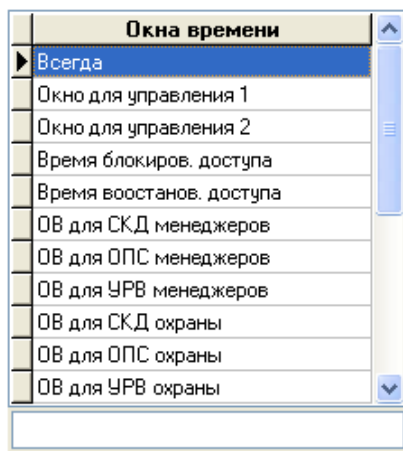 Окна времени
Всегда
Окно для управления 1
Окно для управления 2
Время блокиров. доступа
Время воостанов. доступа
ОВ для СКД менеджеров
ОВ для ОПС менеджеров
ОВ для УРВ менеджеров
ОВ для СКД охраны
ОВ для ОПС охраны
ОВ для УРВ охраны